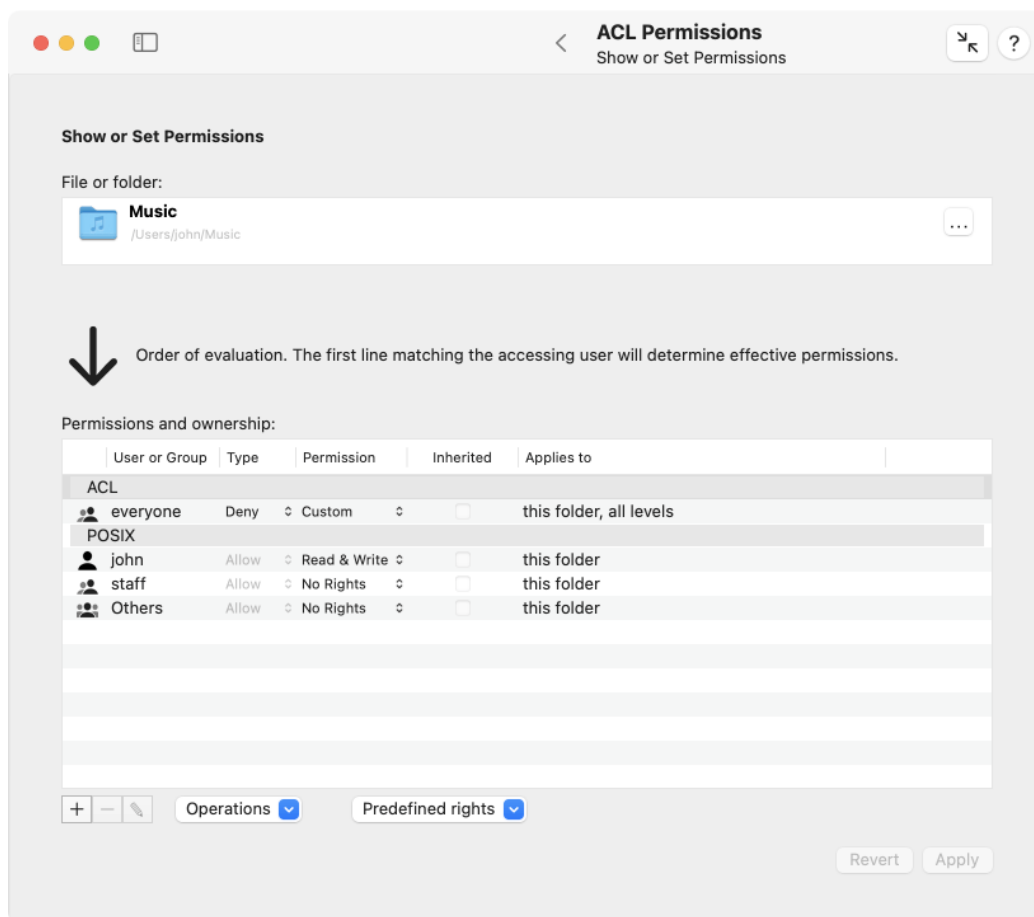 ACL Permissions
Show or Set Permissions
?
Show or Set Permissions
File or folder:
Music
/Users/john/Music
...
Order of evaluation. The first line matching the accessing user will determine effective permissions.
Permissions and ownership:
User or Group Type Permission Inherited Applies to
ACL
everyone Deny Custom this folder, all levels
POSIX
john Allow Read & Write this folder
staff Allow No Rights this folder
Others Allow No Rights this folder
+ − Operations Predefined rights
Revert Apply